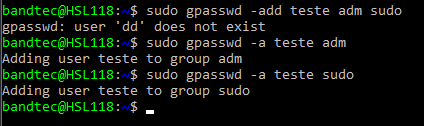 bandtec@HSL118:~$ sudo gpasswd -add teste adm sudo
gpasswd: user 'dd' does not exist
bandtec@HSL118:~$ sudo gpasswd -a teste adm
Adding user teste to group adm
bandtec@HSL118:~$ sudo gpasswd -a teste sudo
Adding user teste to group sudo
bandtec@HSL118:~$